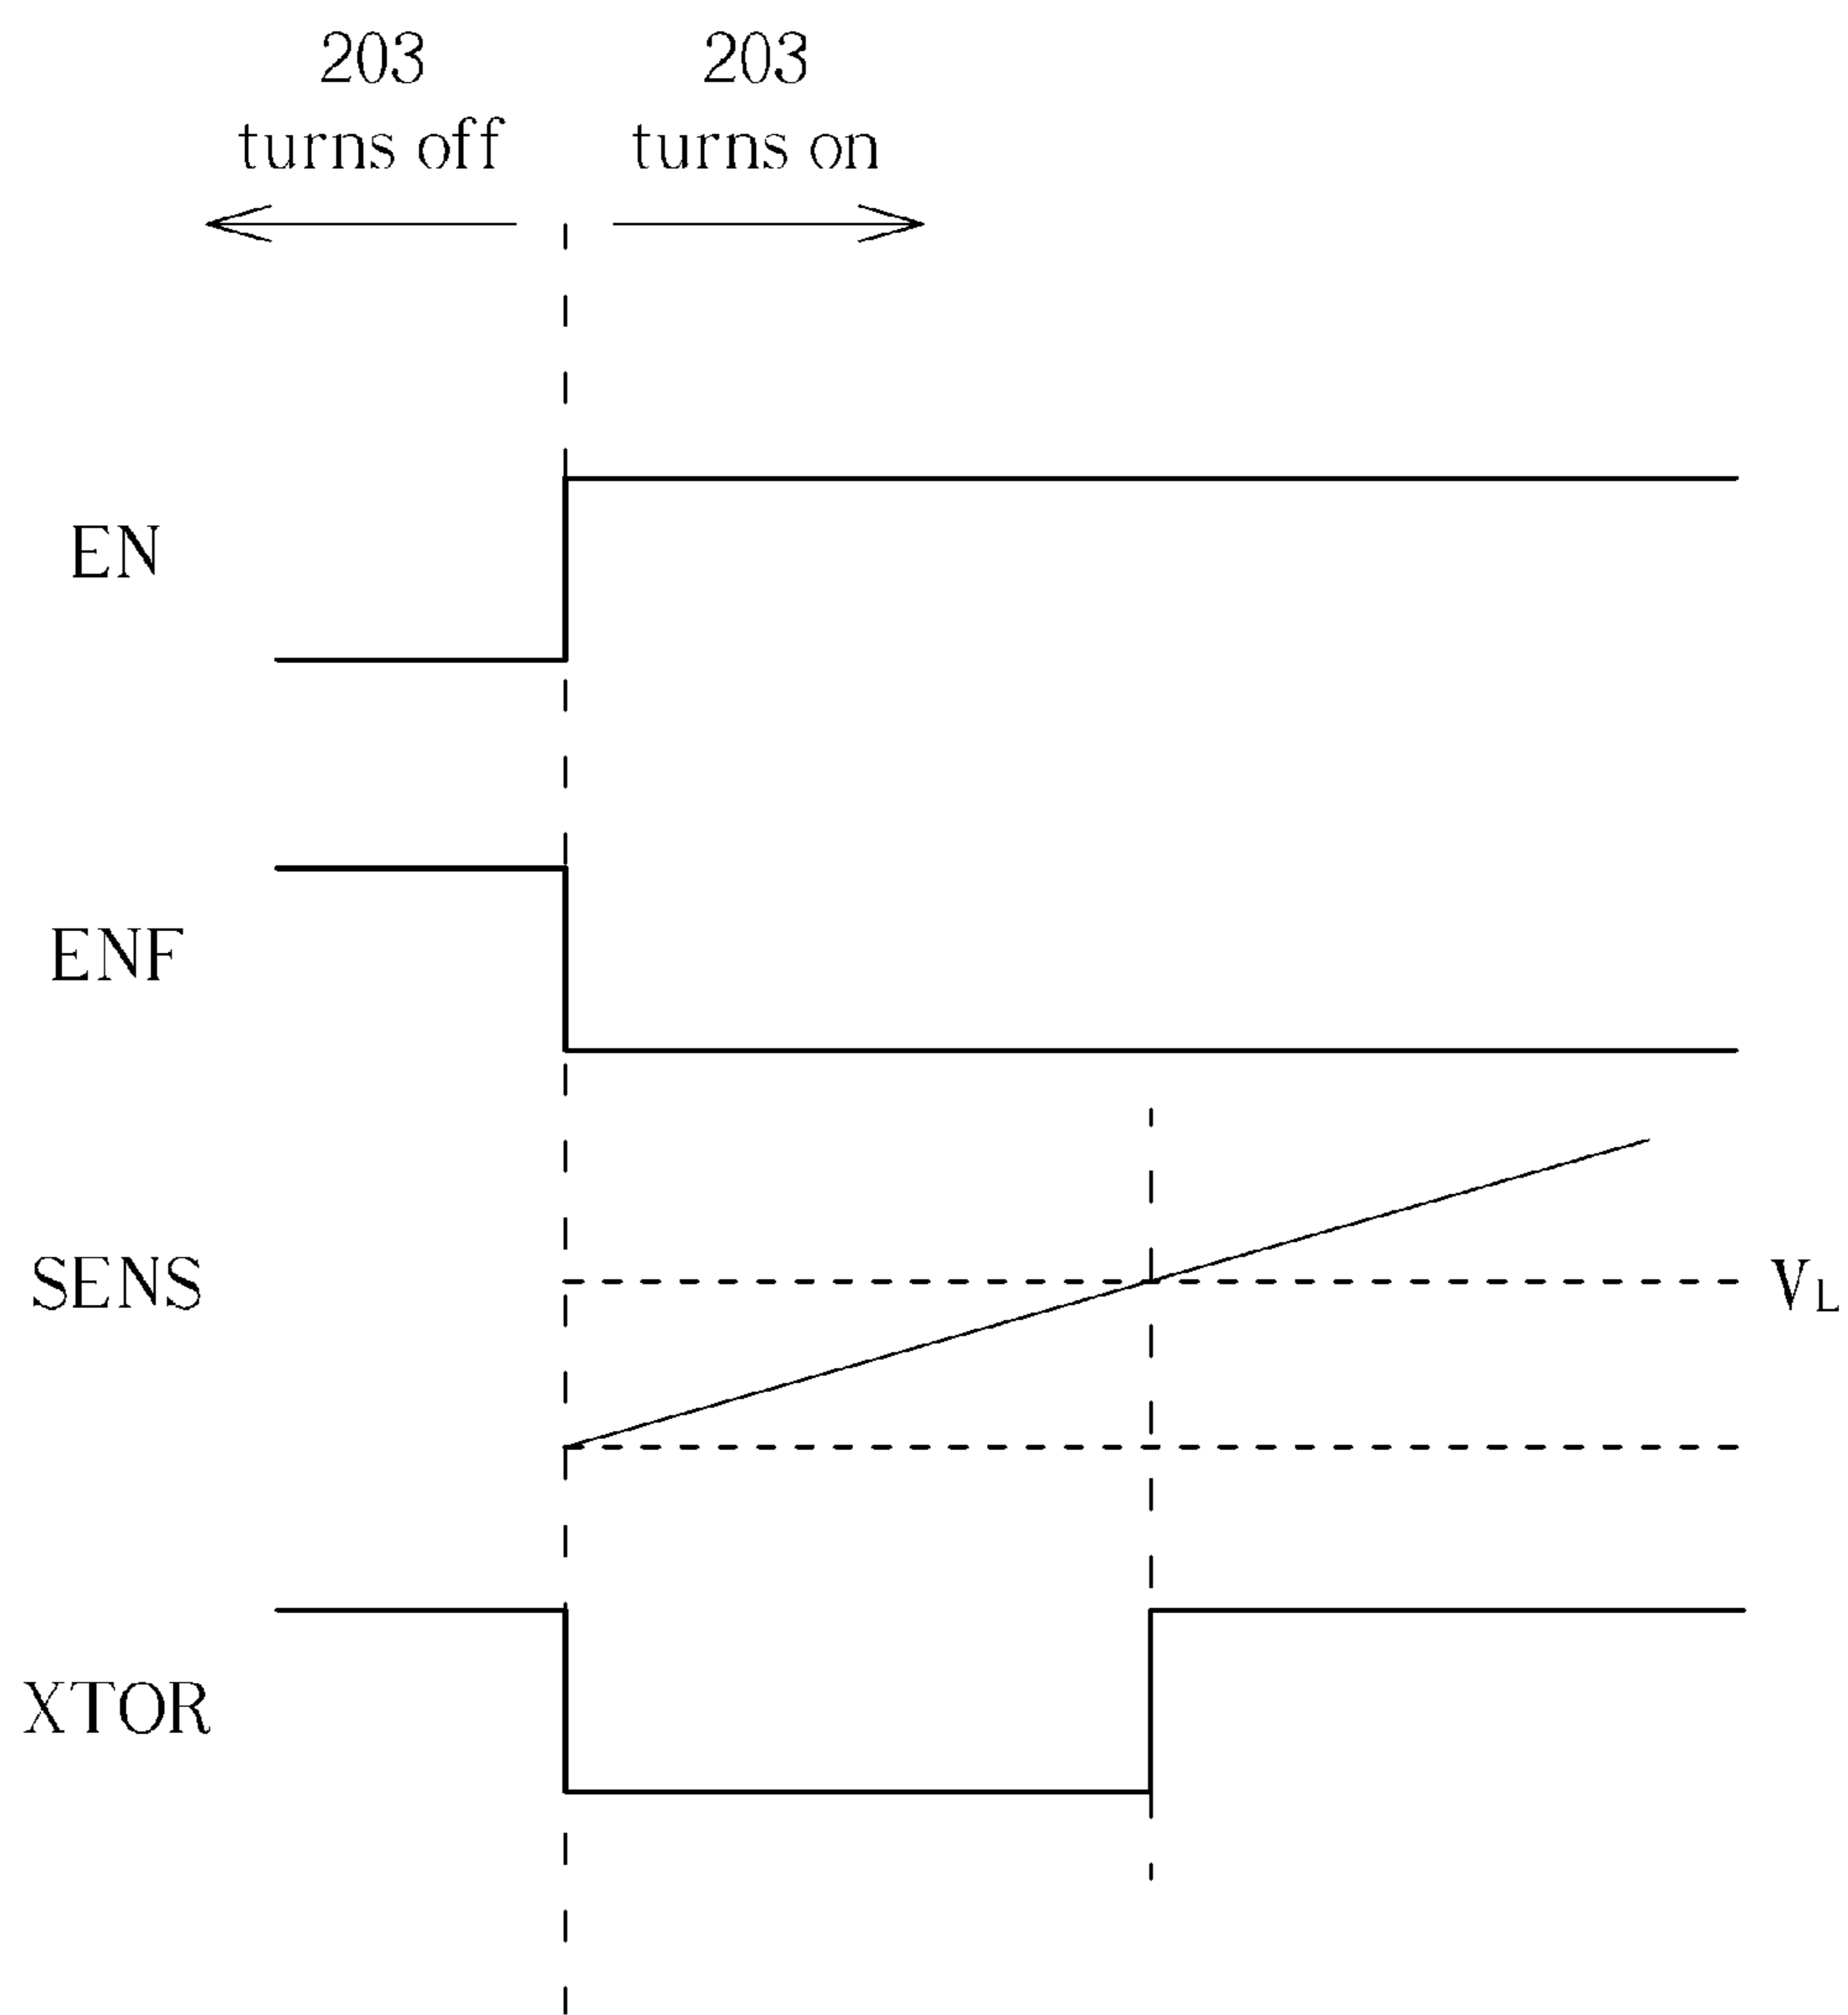 203
turns off
203
turns on
EN
ENF
SENS
VL
XTOR